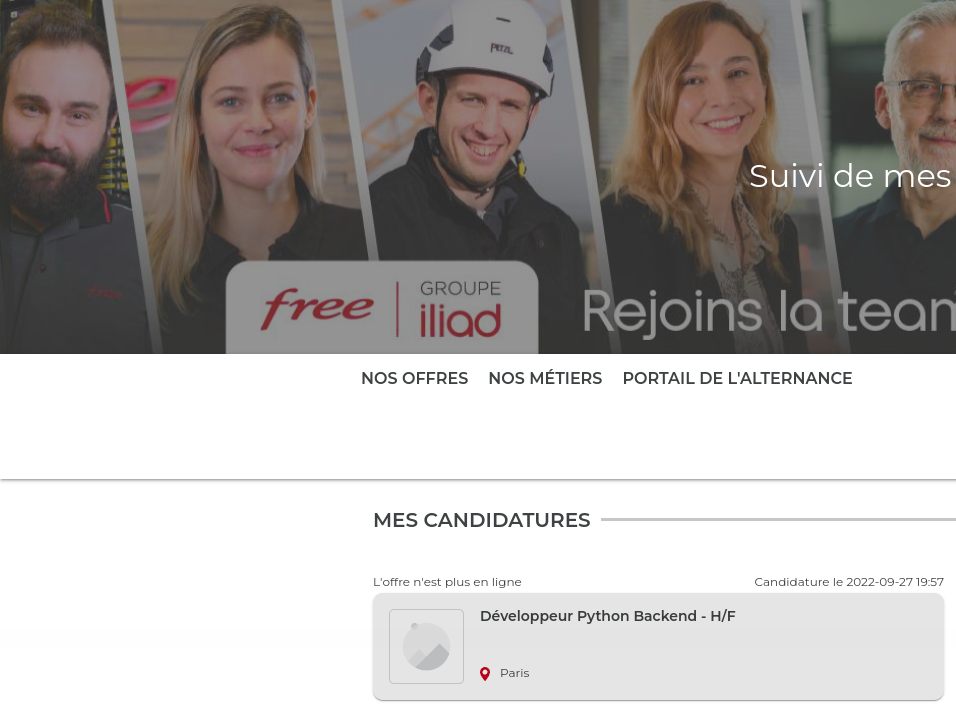 PETZL
Suivi de mes
free
GROUPE
iliad
Rejoins la team
NOS OFFRES NOS MÉTIERS PORTAIL DE L'ALTERNANCE
MES CANDIDATURES
L'offre n'est plus en ligne Candidature le 2022-09-27 19:57
Développeur Python Backend - H/F
Paris